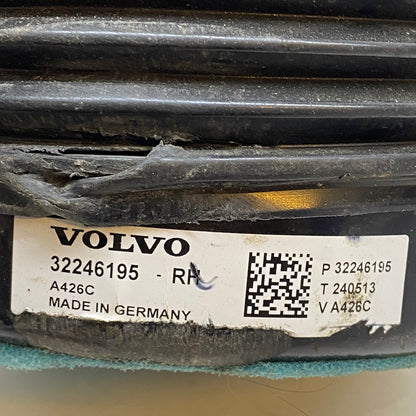 VOLVO
32246195 - RH
A426C
MADE IN GERMANY
P 32246195
T 240513
V A426C